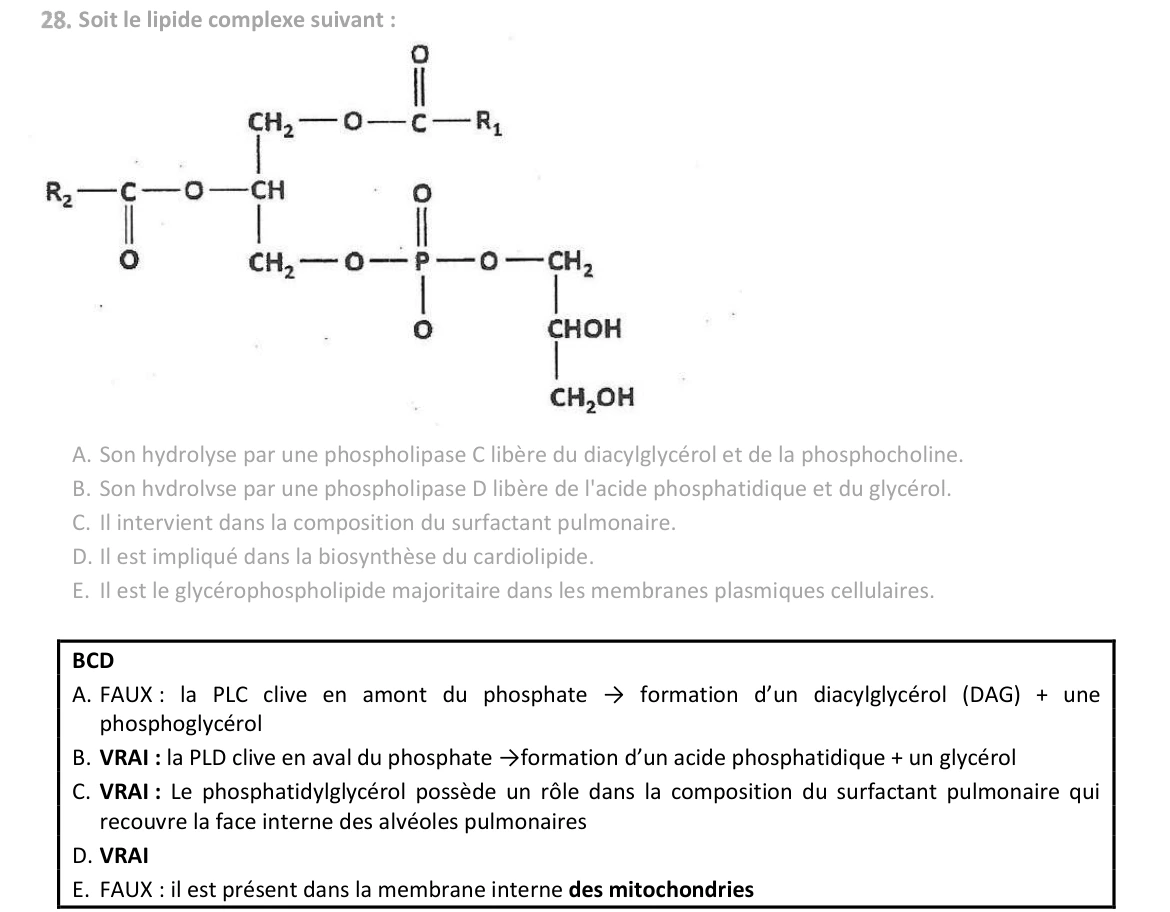 28. Soit le lipide complexe suivant :
O
CH₂—O—C—R₁
R₂—C—O—CH
O
O
CH₂—O—P—O—CH₂
O
CHOH
CH₂OH
A. Son hydrolyse par une phospholipase C libère du diacylglycérol et de la phosphocholine.
B. Son hvdrolvse par une phospholipase D libère de l'acide phosphatidique et du glycérol.
C. Il intervient dans la composition du surfactant pulmonaire.
D. Il est impliqué dans la biosynthèse du cardiolipide.
E. Il est le glycérophospholipide majoritaire dans les membranes plasmiques cellulaires.
BCD
A. FAUX : la PLC clive en amont du phosphate → formation d’un diacylglycérol (DAG) + une
phosphoglycérol
B. VRAI : la PLD clive en aval du phosphate →formation d’un acide phosphatidique + un glycérol
C. VRAI : Le phosphatidylglycérol possède un rôle dans la composition du surfactant pulmonaire qui
recouvre la face interne des alvéoles pulmonaires
D. VRAI
E. FAUX : il est présent dans la membrane interne des mitochondries